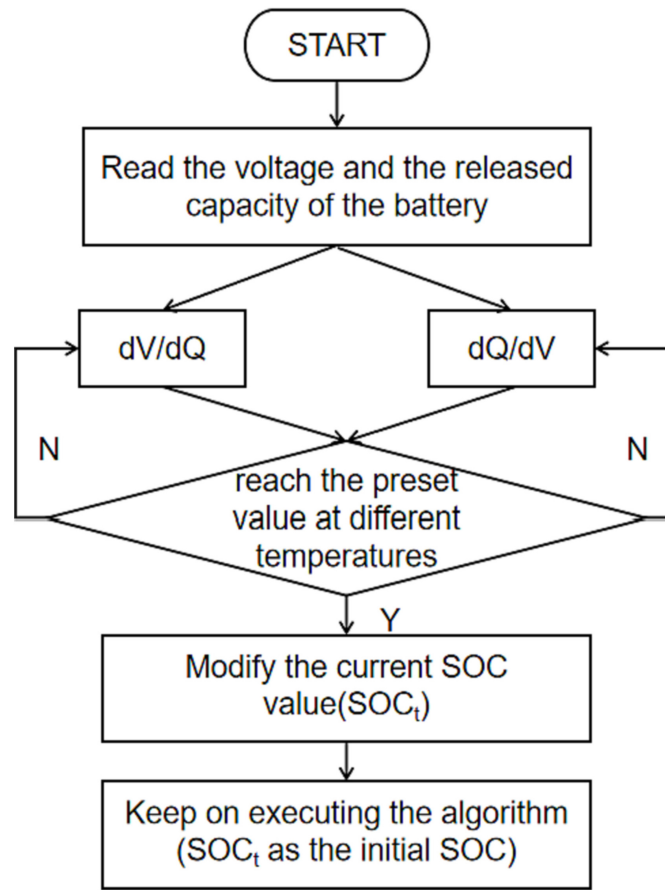 START
Read the voltage and the released
capacity of the battery
dV/dQ
dQ/dV
N
N
reach the preset
value at different
temperatures
Y
Modify the current SOC
value(SOCₜ)
Keep on executing the algorithm
(SOCₜ as the initial SOC)